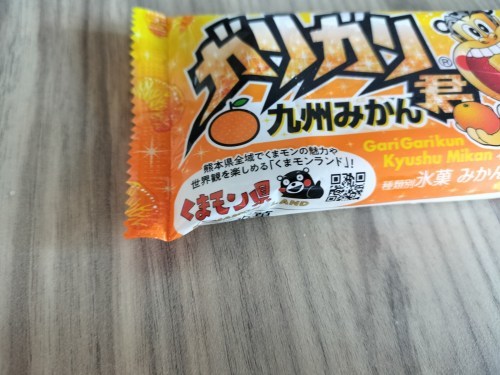 ガリガリ君®
九州みかん
GariGarikun
Kyushu Mikan
熊本県全域でくまモンの魅力や
世界観を楽しめる「くまモンランド」!
種類別 氷菓 みかん
くまモン県
LAND